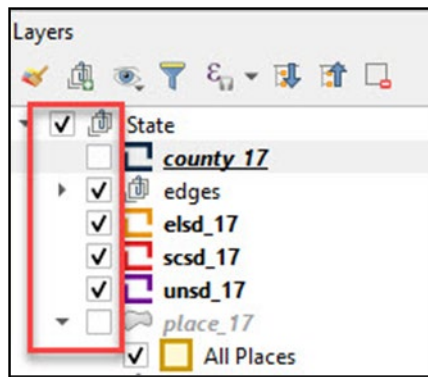 Layers
State
county_17
edges
elsd_17
scsd_17
unsd_17
place_17
All Places